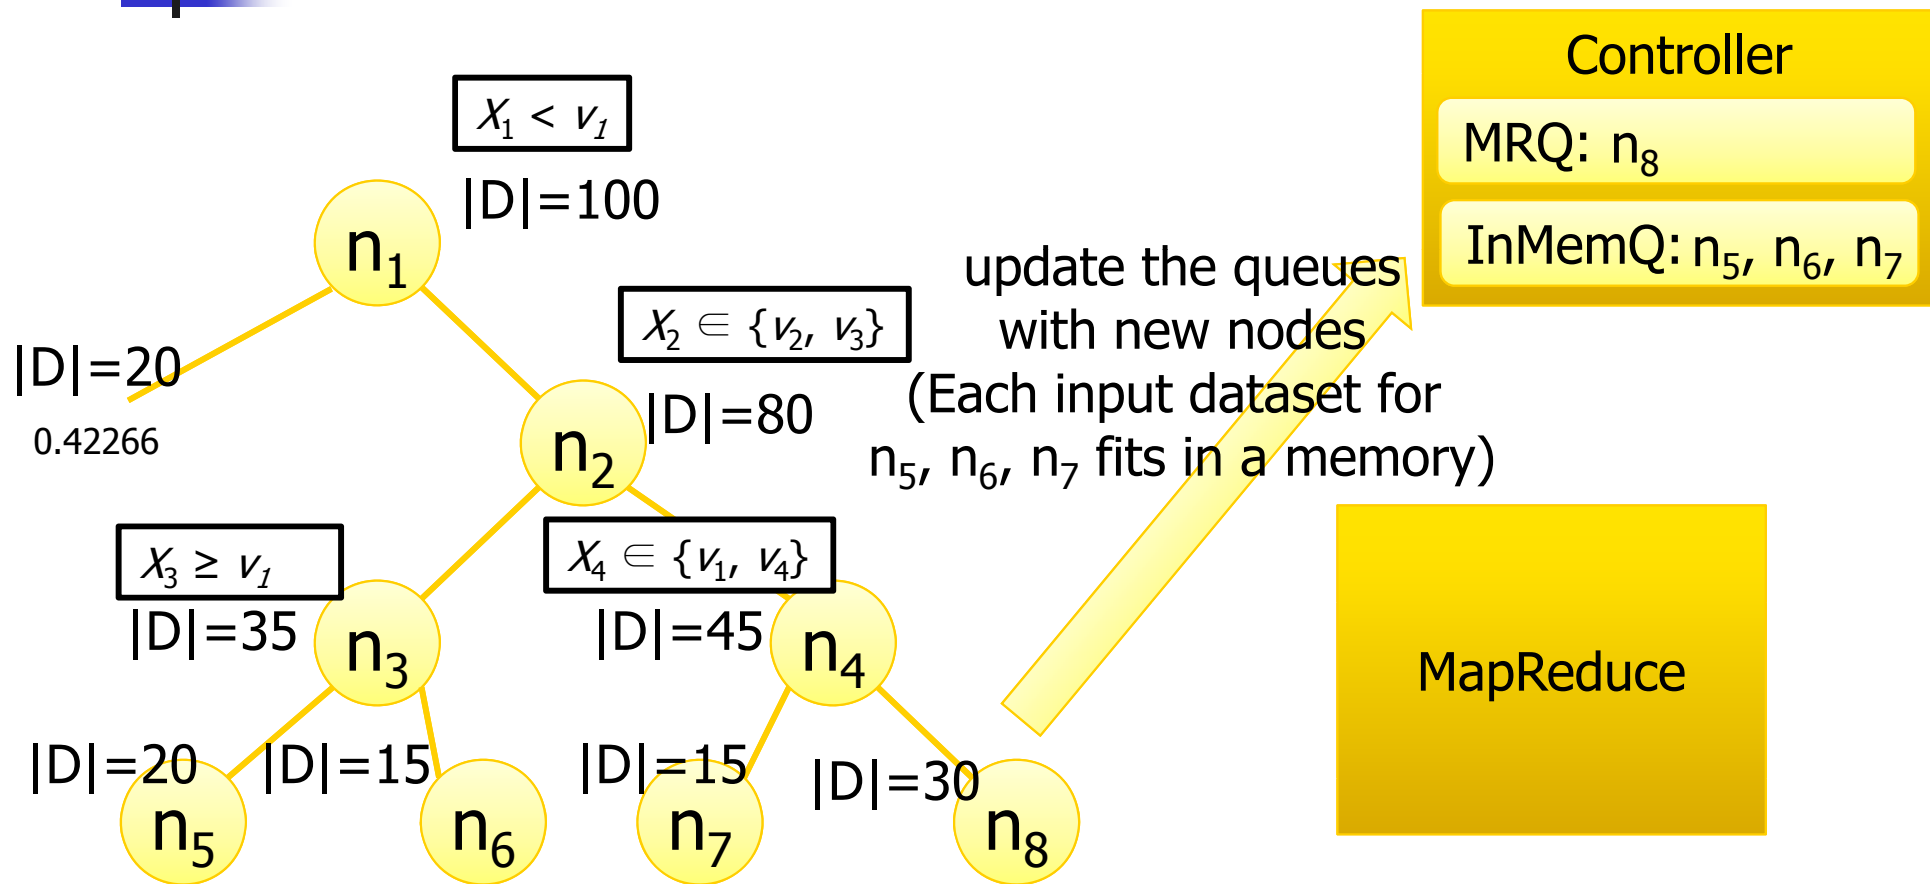 Controller
X₁ < v₁
MRQ: n₈
|D|=100
n₁
InMemQ: n₅, n₆, n₇
update the queues
with new nodes
(Each input dataset for
n₅, n₆, n₇ fits in a memory)
X₂ ∈ {v₂, v₃}
|D|=20
0.42266
|D|=80
n₂
X₃ ≥ v₁
X₄ ∈ {v₁, v₄}
|D|=35
n₃
|D|=45
n₄
MapReduce
|D|=20
|D|=15
|D|=15
|D|=30
n₅
n₆
n₇
n₈